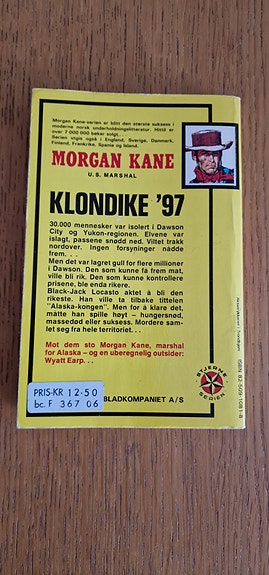 Morgan Kane-serien er blitt den største suksess i
moderne norsk underholdningslitteratur. Hittil er
over 7 000 000 bøker solgt. . .
Serien utgis også i England, Sverige, Danmark,
Finland, Frankrike, Spania og Island.
MORGAN KANE
U.S. MARSHAL
KLONDIKE '97
30.000 mennesker var isolert i Dawson
City og Yukon-regionen. Elvene var
islagt, passene snødd ned. Viltet trakk
nordover. Ingen forsyninger nådde
frem. . .
Men det var lagret gull for flere millioner
i Dawson. Den som kunne få frem mat,
ville bli rik. Den som kunne kontrollere
prisene, ble enda rikere.
Black-Jack Locasto aktet å bli den
rikeste. Han ville ta tilbake tittelen
"Alaska-kongen". Men for å klare det,
måtte han spille høyt – hungersnød,
massedød eller suksess. Mordere sam-
let seg fra hele territoriet. . .
Mot dem sto Morgan Kane, marshal
for Alaska – og en uberegnelig outsider:
Wyatt Earp. . .
PRIS-KR 12·50
bc. F 367 06
BLADKOMPANIET A/S
STJERNE
SERIEN
ISBN 82-509-1081-8